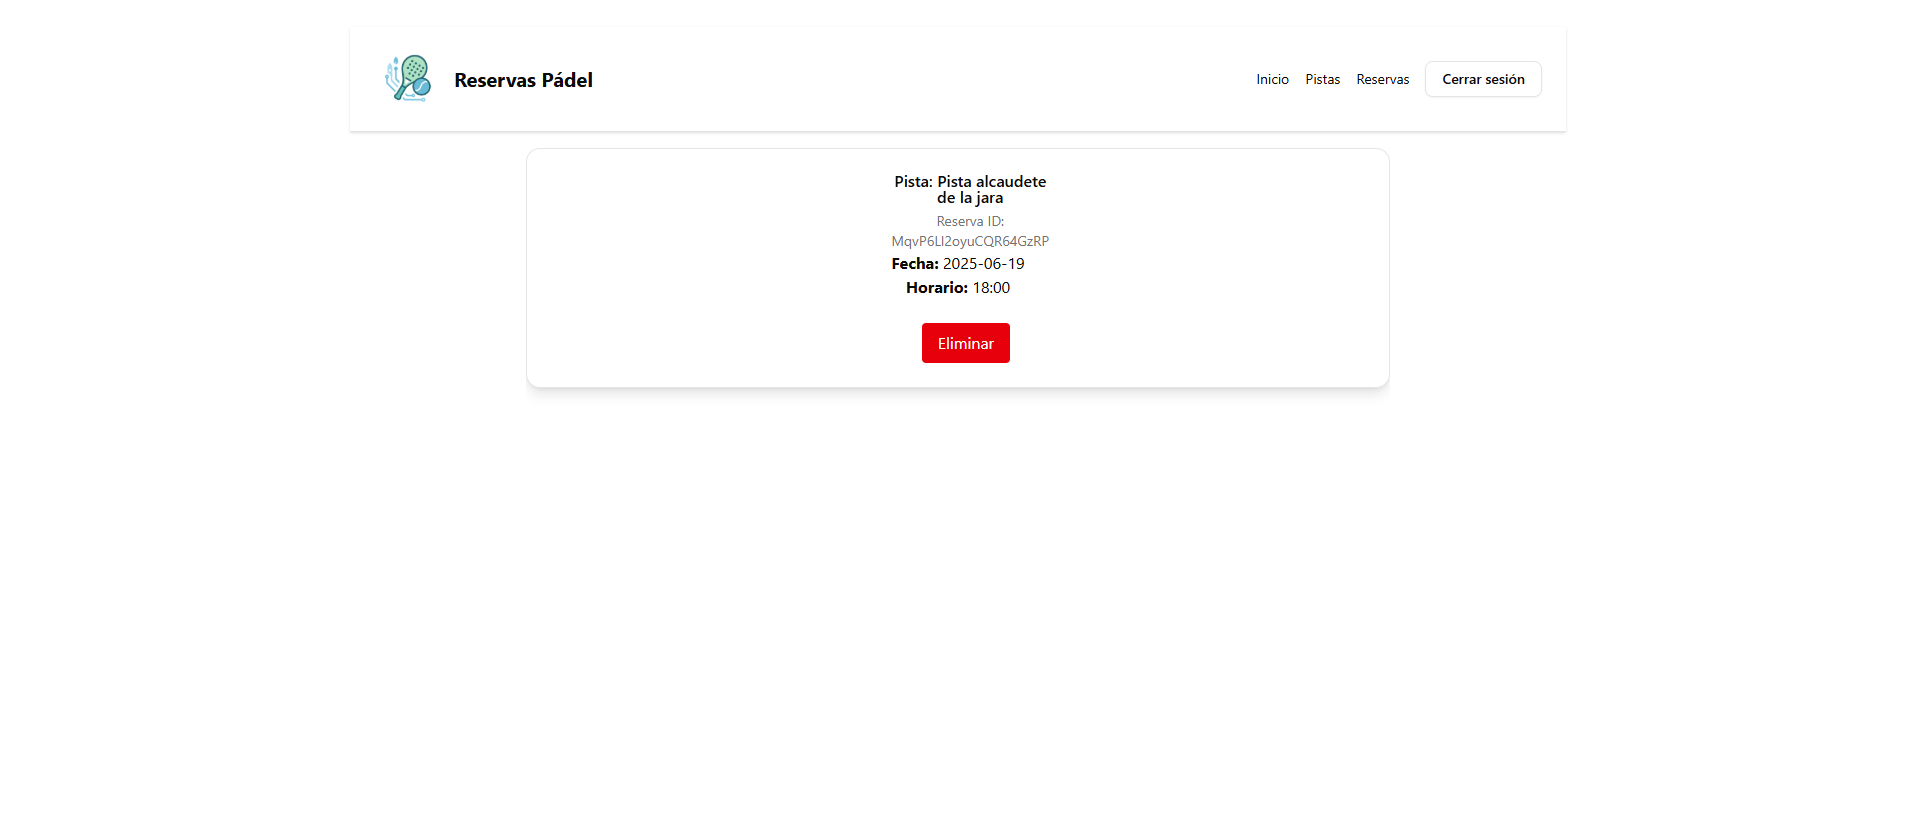 Reservas Pádel
Inicio Pistas Reservas Cerrar sesión
Pista: Pista alcaudete
de la jara
Reserva ID:
MqvP6LI2oyuCQR64GzRP
Fecha: 2025-06-19
Horario: 18:00
Eliminar